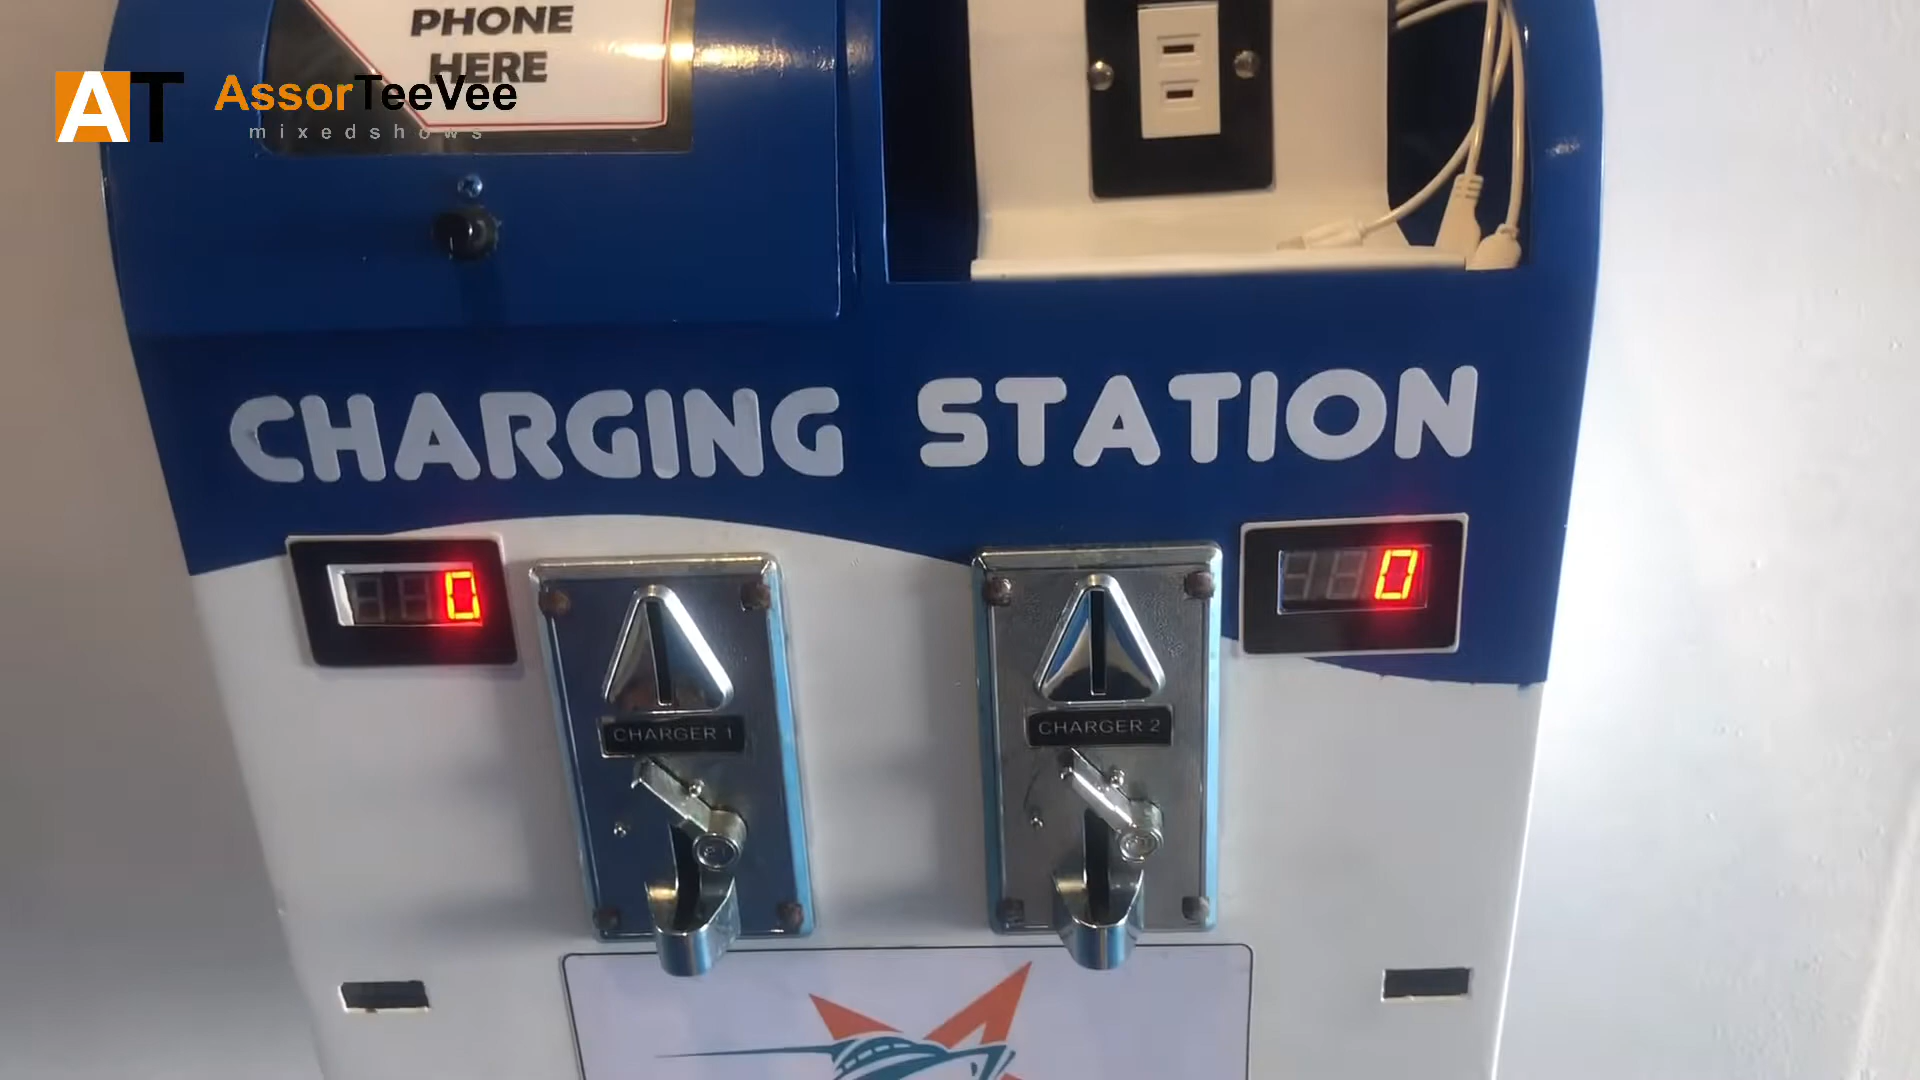 PHONE
HERE
AT AssorTeeVee
mixedshows
CHARGING STATION
0
0
CHARGER 1
CHARGER 2